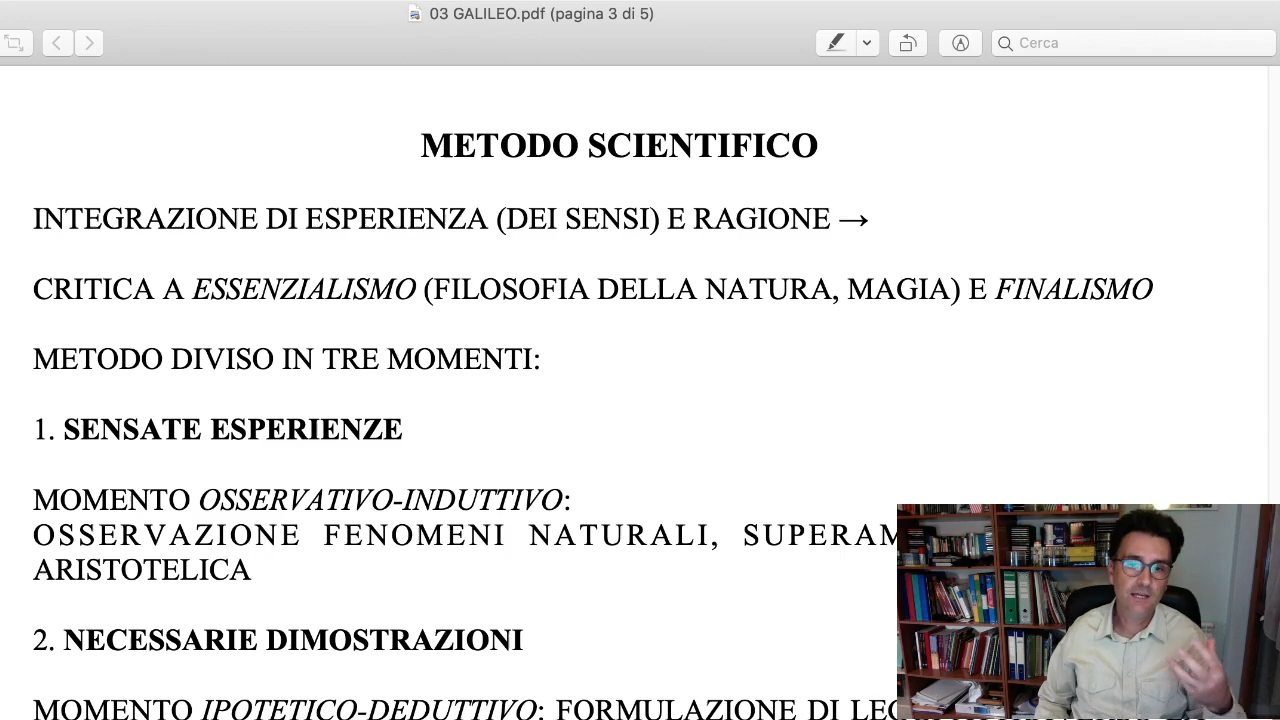 03 GALILEO.pdf (pagina 3 di 5)
Cerca
METODO SCIENTIFICO
INTEGRAZIONE DI ESPERIENZA (DEI SENSI) E RAGIONE →
CRITICA A ESSENZIALISMO (FILOSOFIA DELLA NATURA, MAGIA) E FINALISMO
METODO DIVISO IN TRE MOMENTI:
1. SENSATE ESPERIENZE
MOMENTO OSSERVATIVO-INDUTTIVO:
OSSERVAZIONE FENOMENI NATURALI,
ARISTOTELICA
2. NECESSARIE DIMOSTRAZIONI
MOMENTO IPOTETICO-DEDUTTIVO: FORMULAZIONE DI